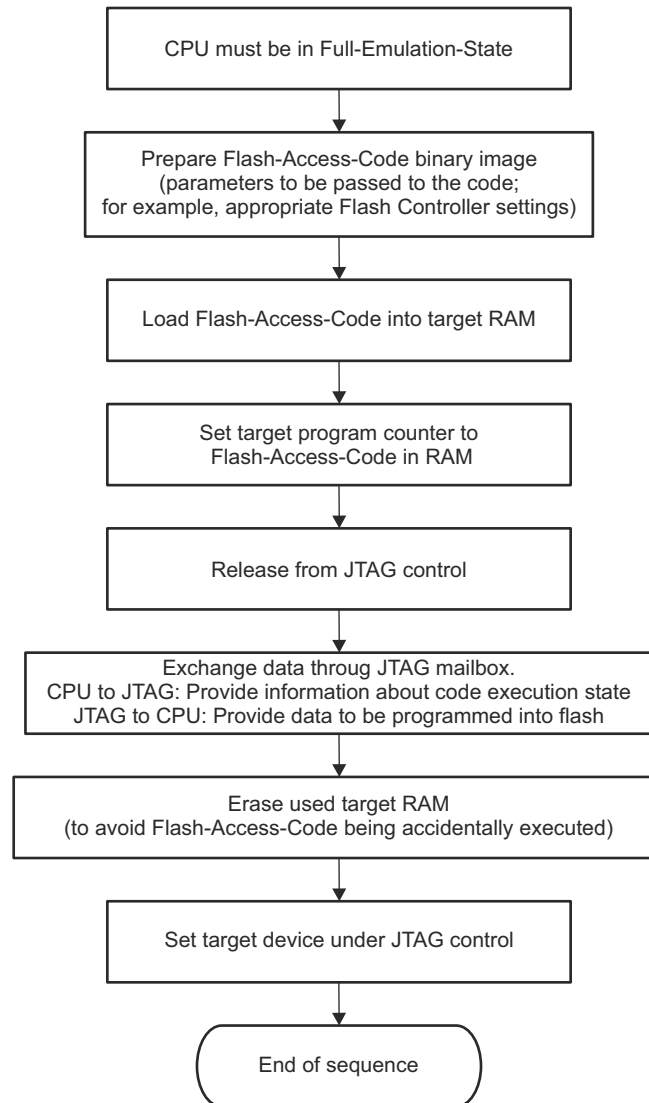 CPU must be in Full-Emulation-State
Prepare Flash-Access-Code binary image
(parameters to be passed to the code;
for example, appropriate Flash Controller settings)
Load Flash-Access-Code into target RAM
Set target program counter to
Flash-Access-Code in RAM
Release from JTAG control
Exchange data throug JTAG mailbox.
CPU to JTAG: Provide information about code execution state
JTAG to CPU: Provide data to be programmed into flash
Erase used target RAM
(to avoid Flash-Access-Code being accidentally executed)
Set target device under JTAG control
End of sequence